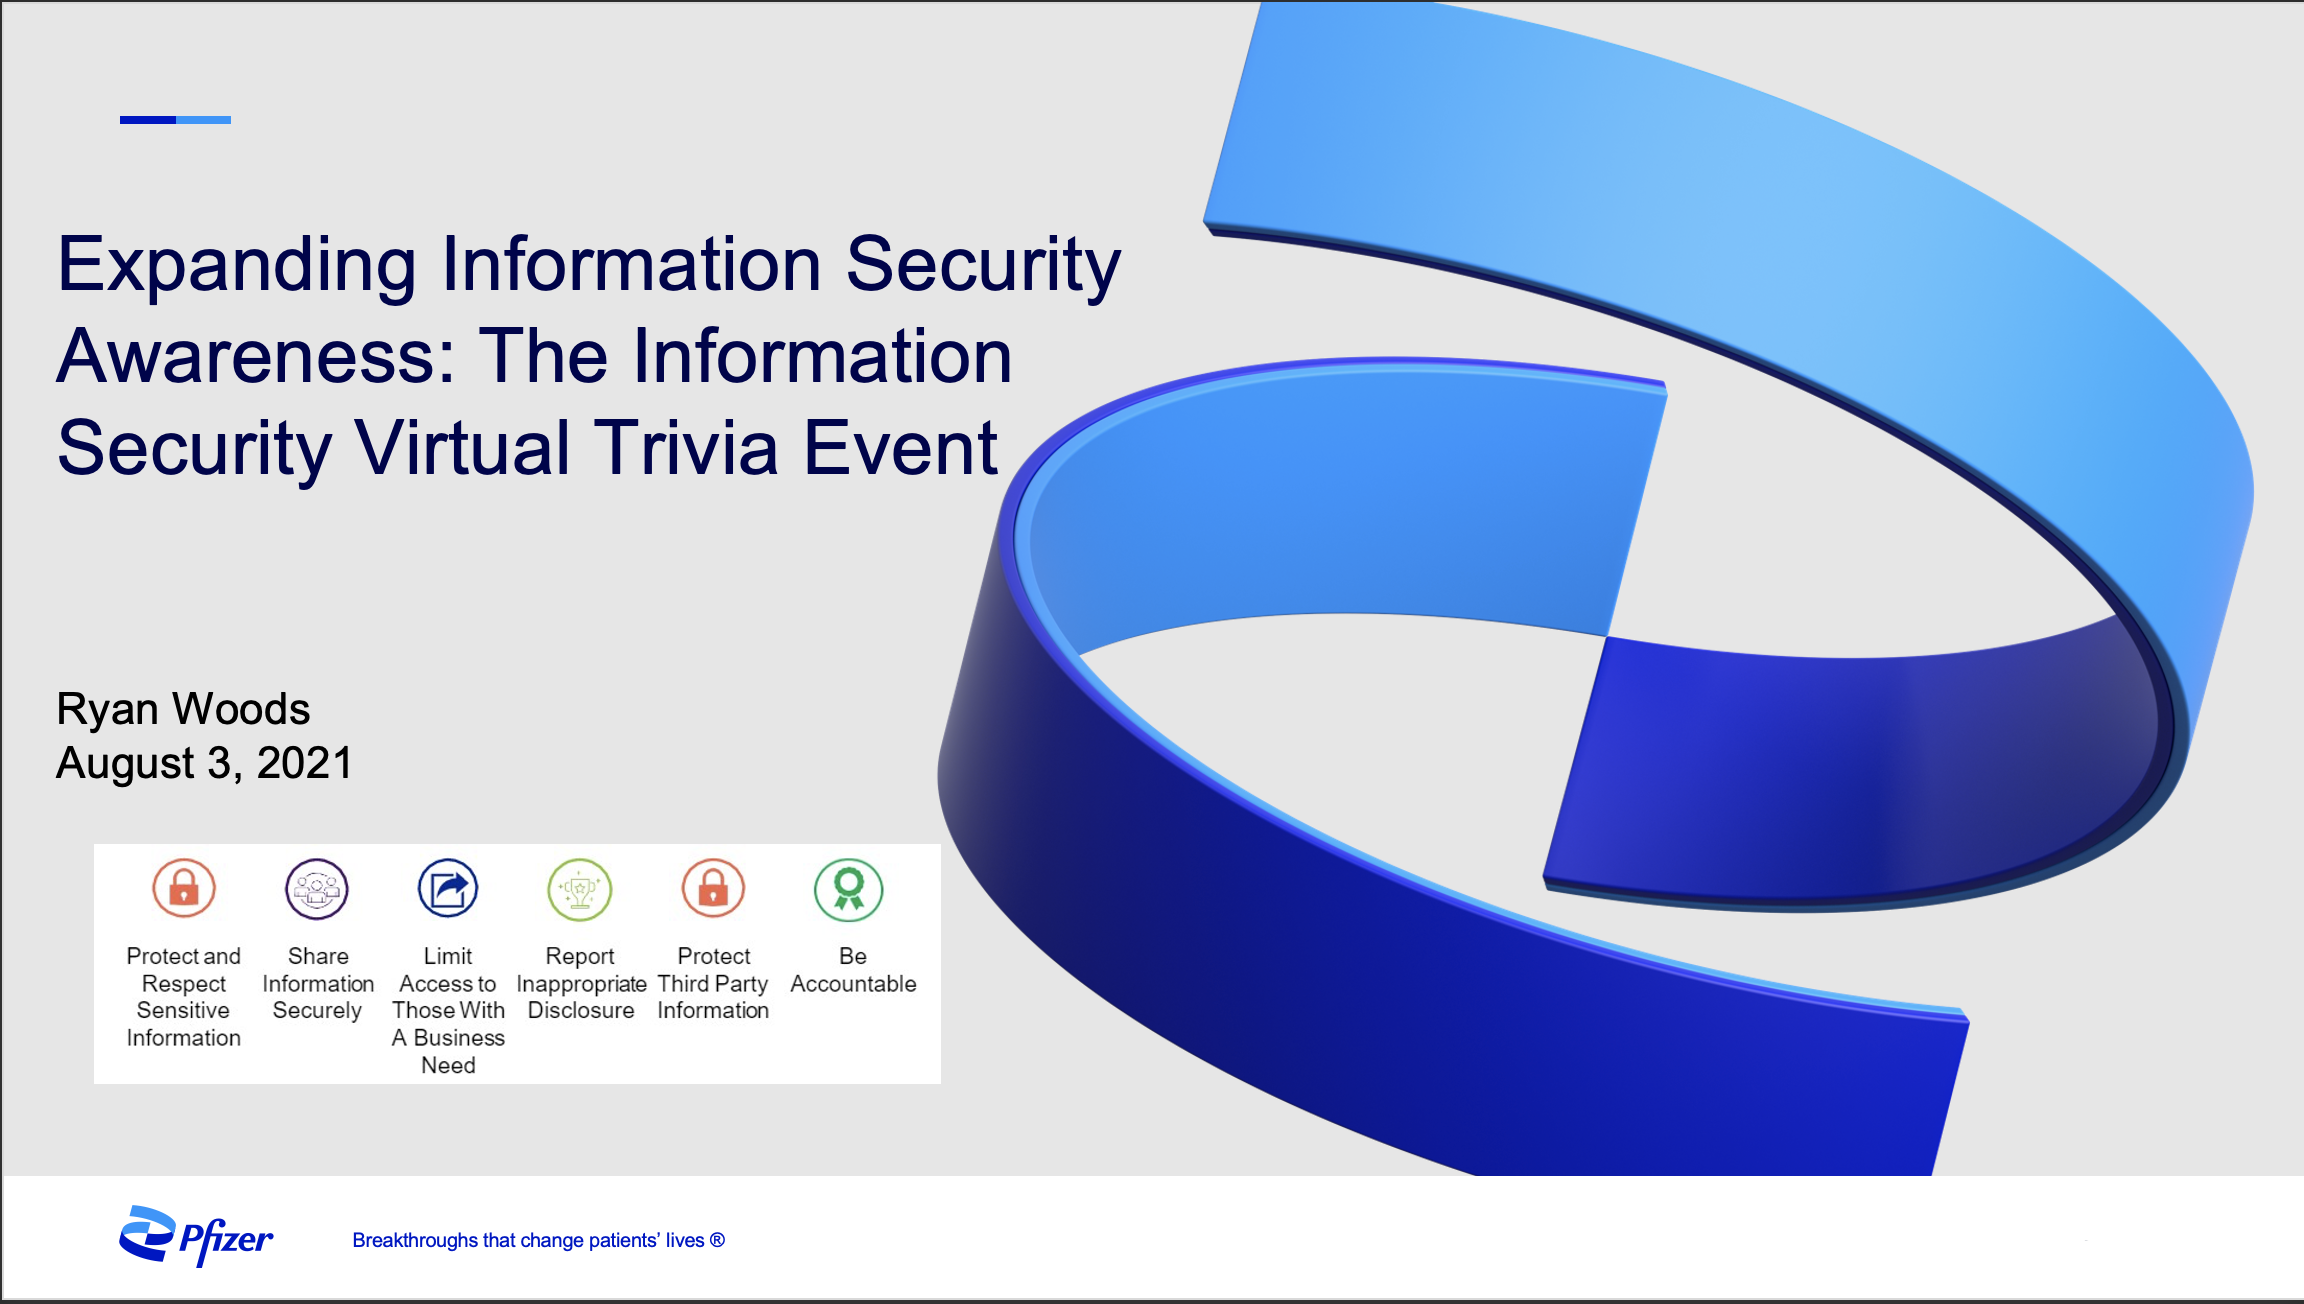 Expanding Information Security
Awareness: The Information
Security Virtual Trivia Event
Ryan Woods
August 3, 2021
Protect and
Respect
Sensitive
Information
Share
Information
Securely
Limit
Access to
Those With
A Business
Need
Report
Inappropriate
Disclosure
Protect
Third Party
Information
Be
Accountable
Pfizer
Breakthroughs that change patients’ lives ®